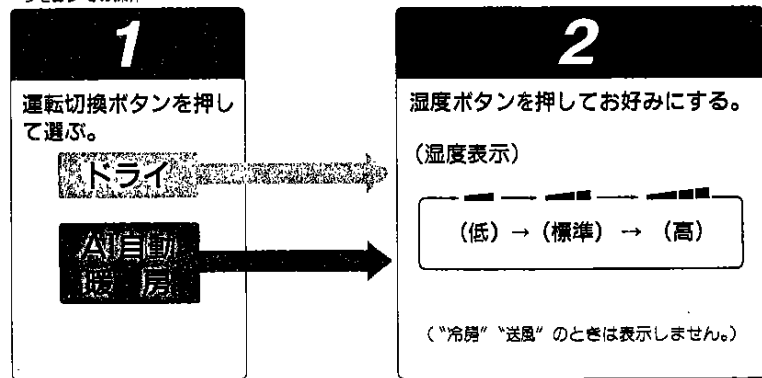 1
運転切換ボタンを押し
て選ぶ。
ドライ
AI自動
暖房
2
湿度ボタンを押してお好みにする。
(湿度表示)
(低)→(標準)→(高)
("冷房""送風"のときは表示しません。)